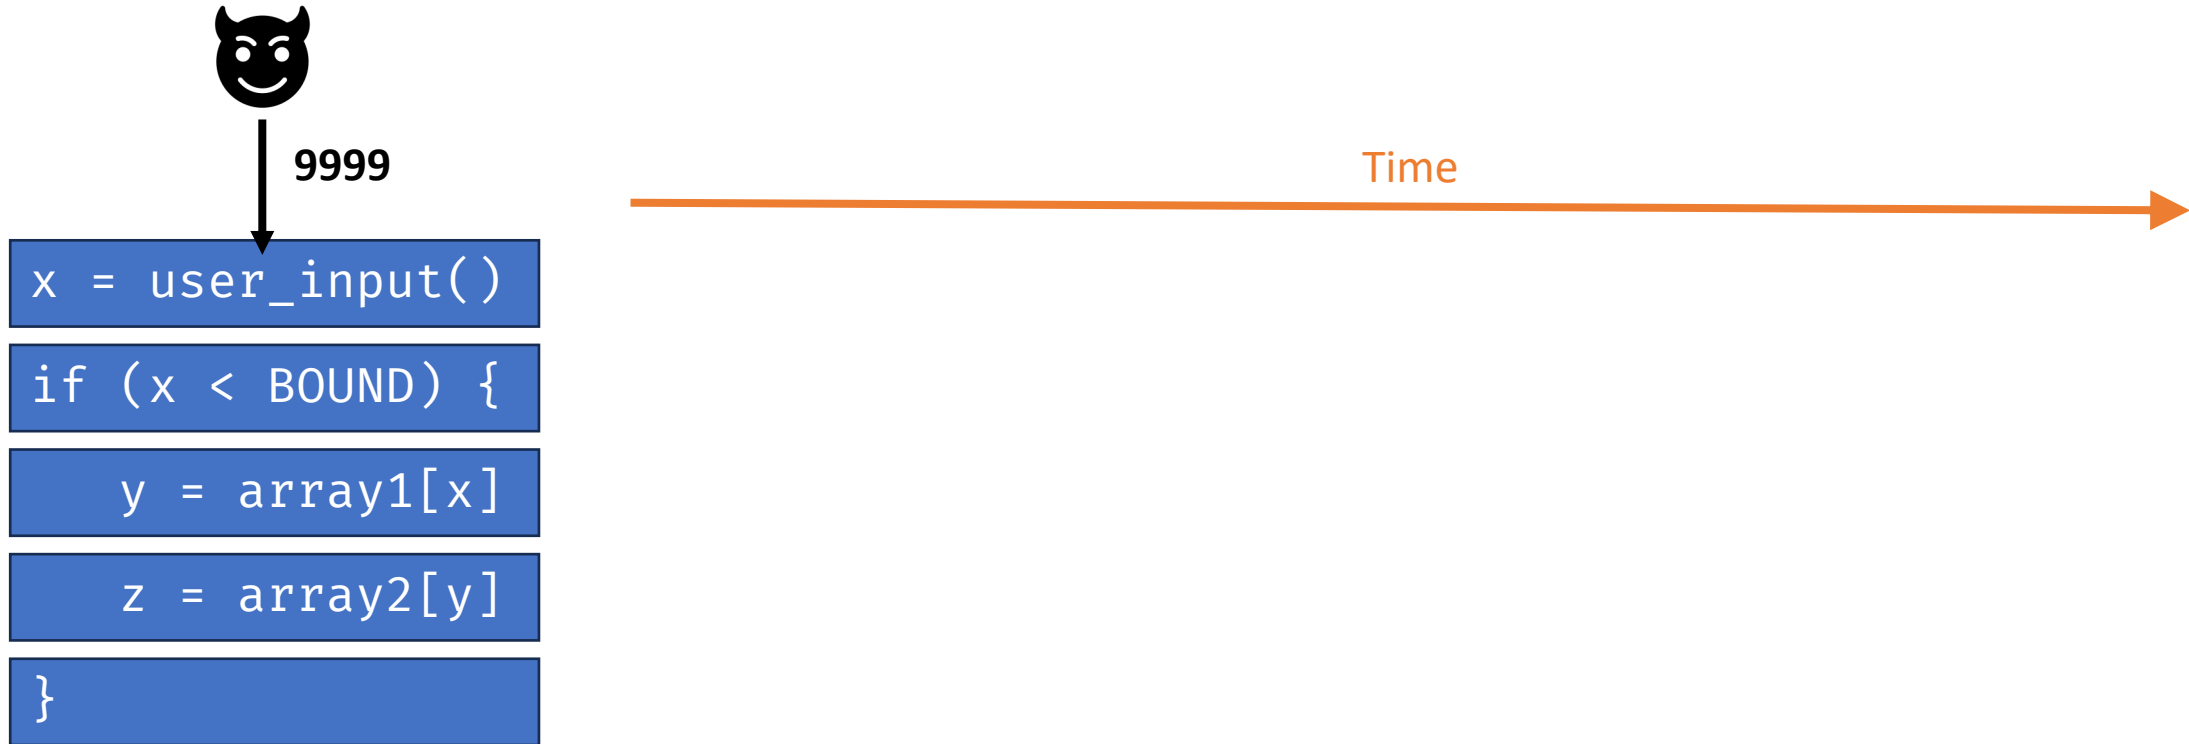 9999
Time
x = user_input()
if (x < BOUND) {
y = array1[x]
z = array2[y]
}